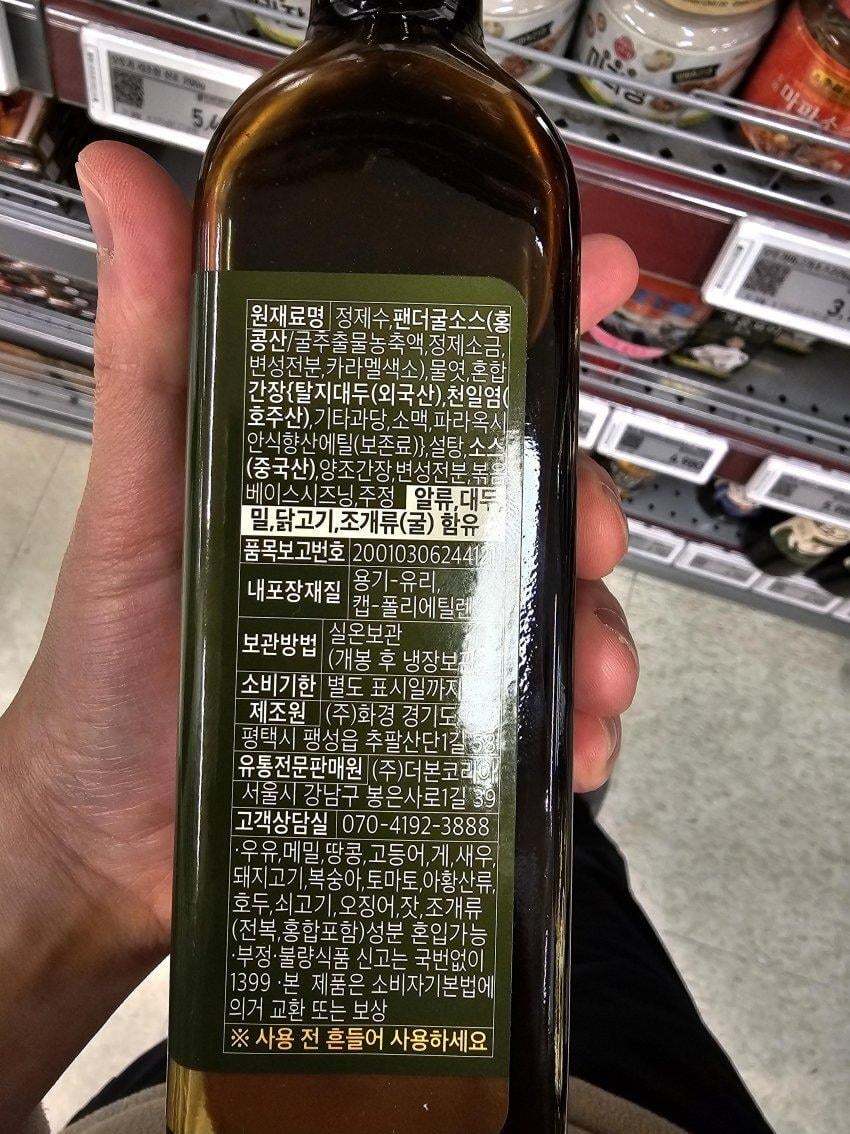 원재료명 정제수,팬더굴소스(홍
콩산/굴추출물농축액,정제소금,
변성전분,카라멜색소),물엿,혼합
간장{탈지대두(외국산),천일염(
호주산),기타과당,소맥,파라옥시
안식향산에틸(보존료)},설탕,소스
(중국산),양조간장,변성전분,볶음
베이스시즈닝,주정 알류,대두,
밀,닭고기,조개류(굴) 함유
품목보고번호
내포장재질 용기-유리,
캡-폴리에틸렌
보관방법 실온보관
(개봉 후 냉장보관)
소비기한 별도 표시일까지
제조원 (주)화경 경기도
평택시 팽성읍 추팔산단1길
유통전문판매원 (주)더본코리아
서울시 강남구 봉은사로1길 39
고객상담실 070-4192-3888
·우유,메밀,땅콩,고등어,게,새우,
돼지고기,복숭아,토마토,아황산류,
호두,쇠고기,오징어,잣,조개류
(전복,홍합포함)성분 혼입가능
·부정·불량식품 신고는 국번없이
1399 ·본 제품은 소비자기본법에
의거 교환 또는 보상
※ 사용 전 흔들어 사용하세요